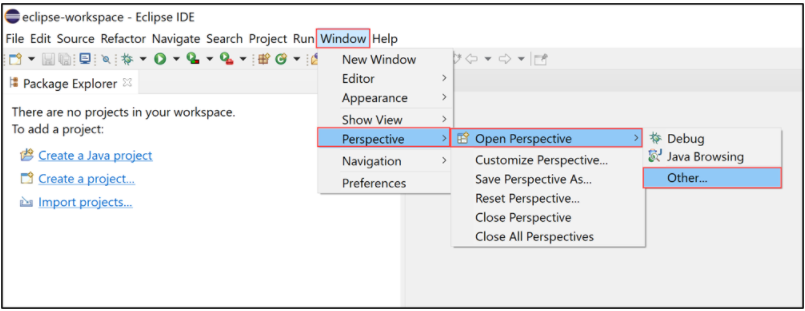 eclipse-workspace - Eclipse IDE
File Edit Source Refactor Navigate Search Project Run Window Help
Package Explorer
There are no projects in your workspace.
To add a project:
Create a Java project
Create a project...
Import projects...
New Window
Editor
Appearance
Show View
Perspective
Navigation
Preferences
Open Perspective
Customize Perspective...
Save Perspective As...
Reset Perspective...
Close Perspective
Close All Perspectives
Debug
Java Browsing
Other...